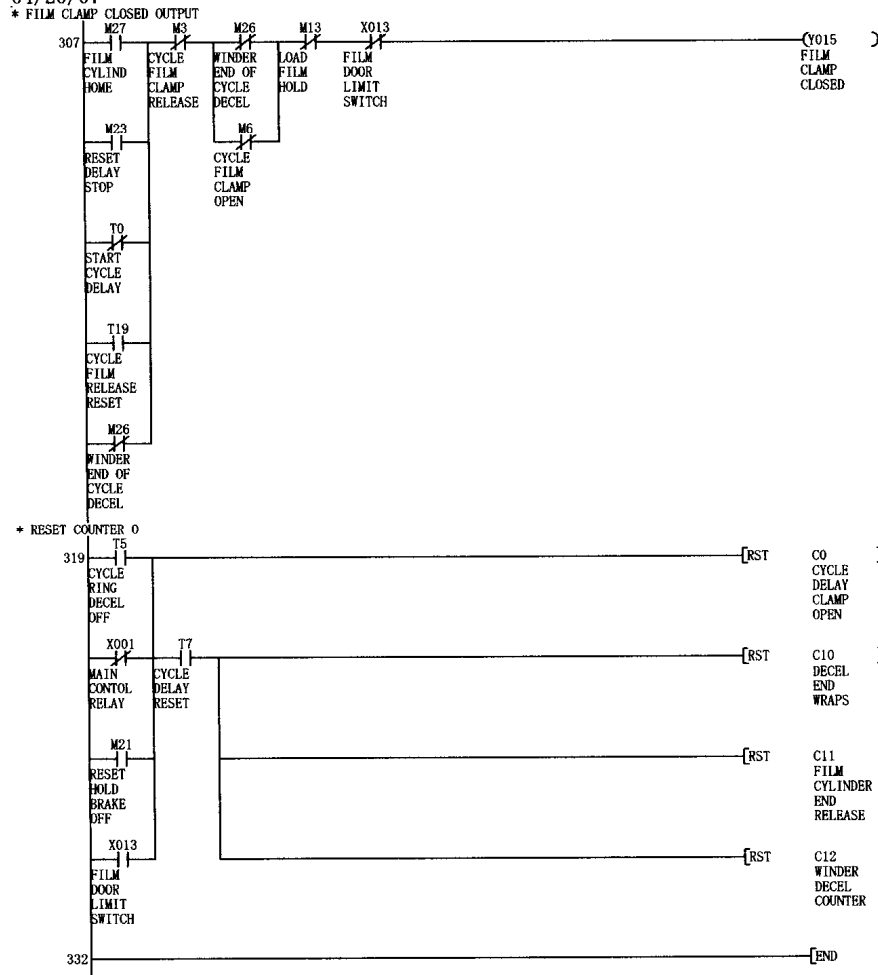 * FILM CLAMP CLOSED OUTPUT
M27 M3 M26 M13 X013
307 (Y015 )
FILM CYCLE WINDER LOAD FILM FILM
CYLIND FILM END OF FILM DOOR CLAMP
HOME CLAMP CYCLE HOLD LIMIT CLOSED
RELEASE DECEL SWITCH
M23 M6
RESET CYCLE
DELAY FILM
STOP CLAMP
OPEN
T0
START
CYCLE
DELAY
T19
CYCLE
FILM
RELEASE
RESET
M26
WINDER
END OF
CYCLE
DECEL
* RESET COUNTER 0
T5
319 [RST C0 ]
CYCLE CYCLE
RING DELAY
DECEL CLAMP
OFF OPEN
X001 T7
[RST C10 ]
MAIN CYCLE DECEL
CONTOL DELAY END
RELAY RESET WRAPS
M21
[RST C11
RESET FILM
HOLD CYLINDER
BRAKE END
OFF RELEASE
X013
[RST C12
FILM WINDER
DOOR DECEL
LIMIT COUNTER
SWITCH
332 [END